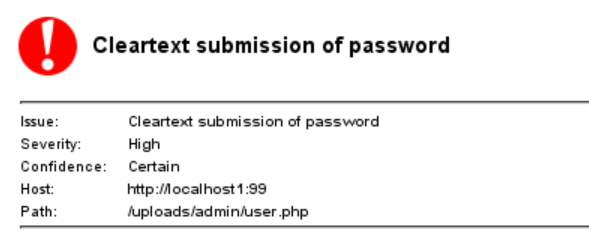 Cleartext submission of password
Issue: Cleartext submission of password
Severity: High
Confidence: Certain
Host: http://localhost1:99
Path: /uploads/admin/user.php